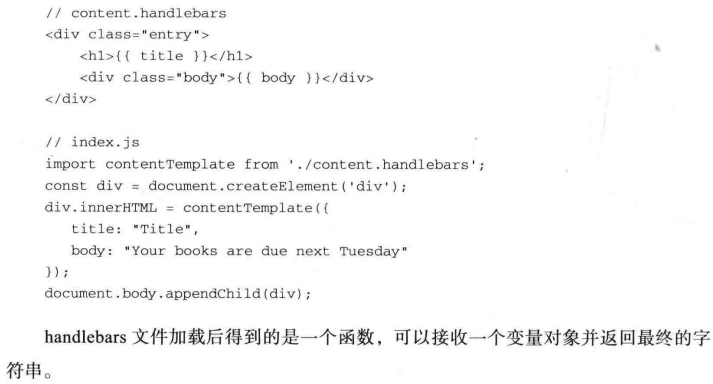 // content.handlebars
<div class="entry">
    <h1>{{ title }}</h1>
    <div class="body">{{ body }}</div>
</div>

// index.js
import contentTemplate from './content.handlebars';
const div = document.createElement('div');
div.innerHTML = contentTemplate({
   title: "Title",
   body: "Your books are due next Tuesday"
});
document.body.appendChild(div);

handlebars 文件加载后得到的是一个函数，可以接收一个变量对象并返回最终的字
符串。